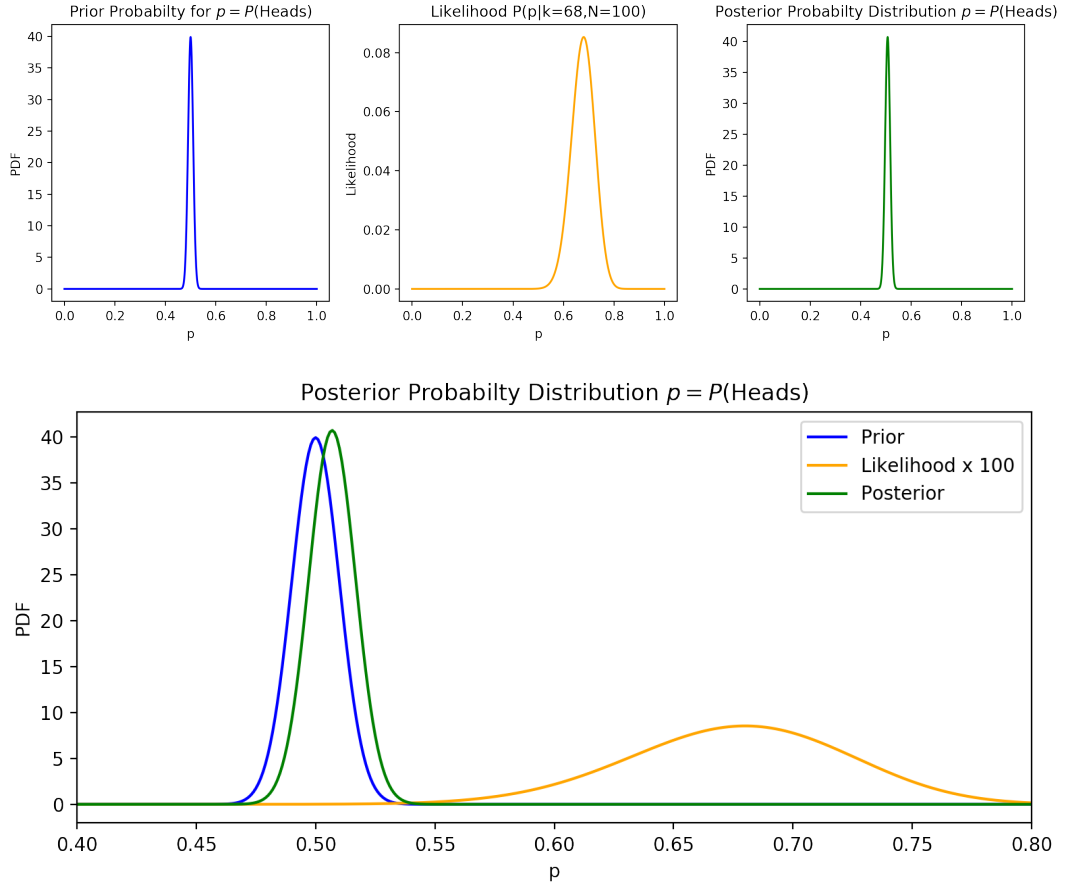 Prior Probabilty for p = P(Heads)
PDF
40
35
30
25
20
15
10
5
0
0.0 0.2 0.4 0.6 0.8 1.0
p
Likelihood P(p|k=68,N=100)
Likelihood
0.08
0.06
0.04
0.02
0.00
0.0 0.2 0.4 0.6 0.8 1.0
p
Posterior Probabilty Distribution p = P(Heads)
PDF
40
35
30
25
20
15
10
5
0
0.0 0.2 0.4 0.6 0.8 1.0
p
Posterior Probabilty Distribution p = P(Heads)
Prior
Likelihood x 100
Posterior
PDF
40
35
30
25
20
15
10
5
0
0.40 0.45 0.50 0.55 0.60 0.65 0.70 0.75 0.80
p